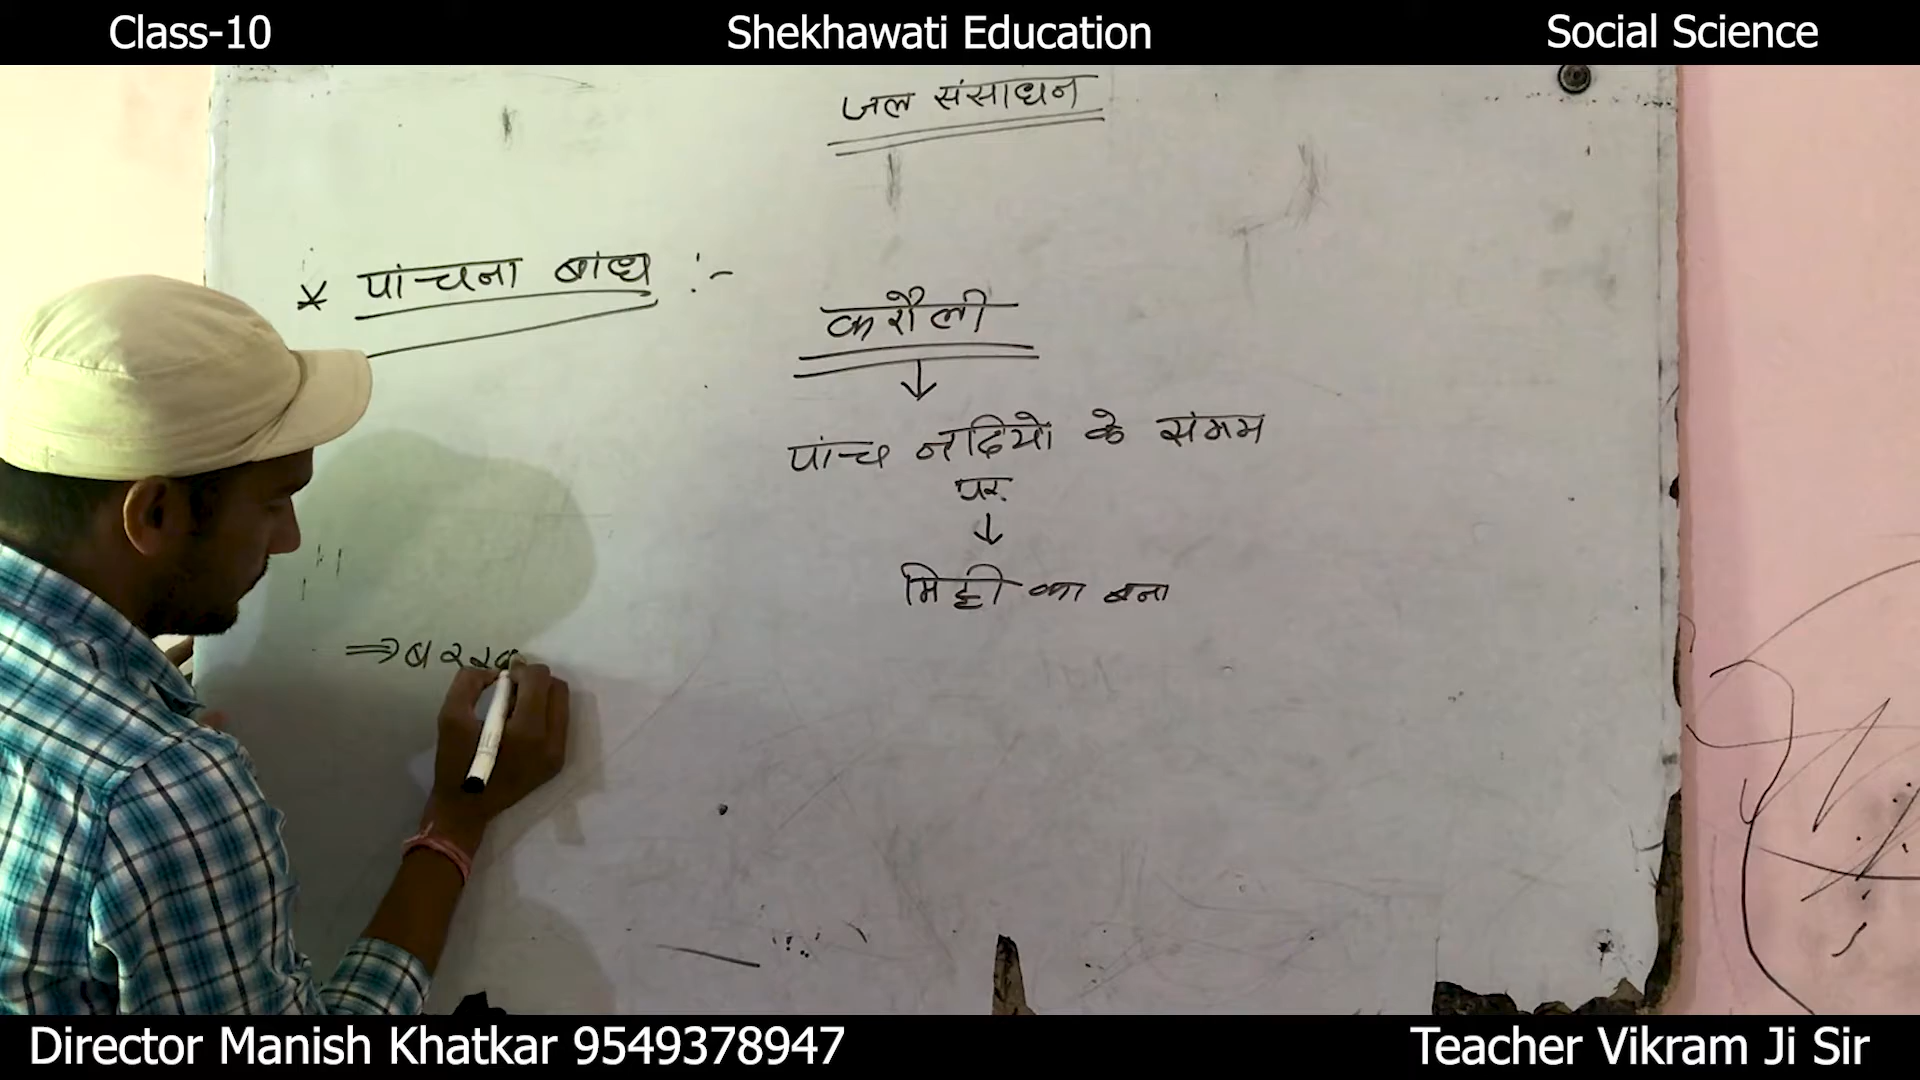 Class-10
Shekhawati Education
Social Science
जल संसाधन
* पांचना बांध :-
करौली
↓
पांच नदियो के संगम
पर
↓
मिट्टी का बना
⇒
Director Manish Khatkar 9549378947
Teacher Vikram Ji Sir